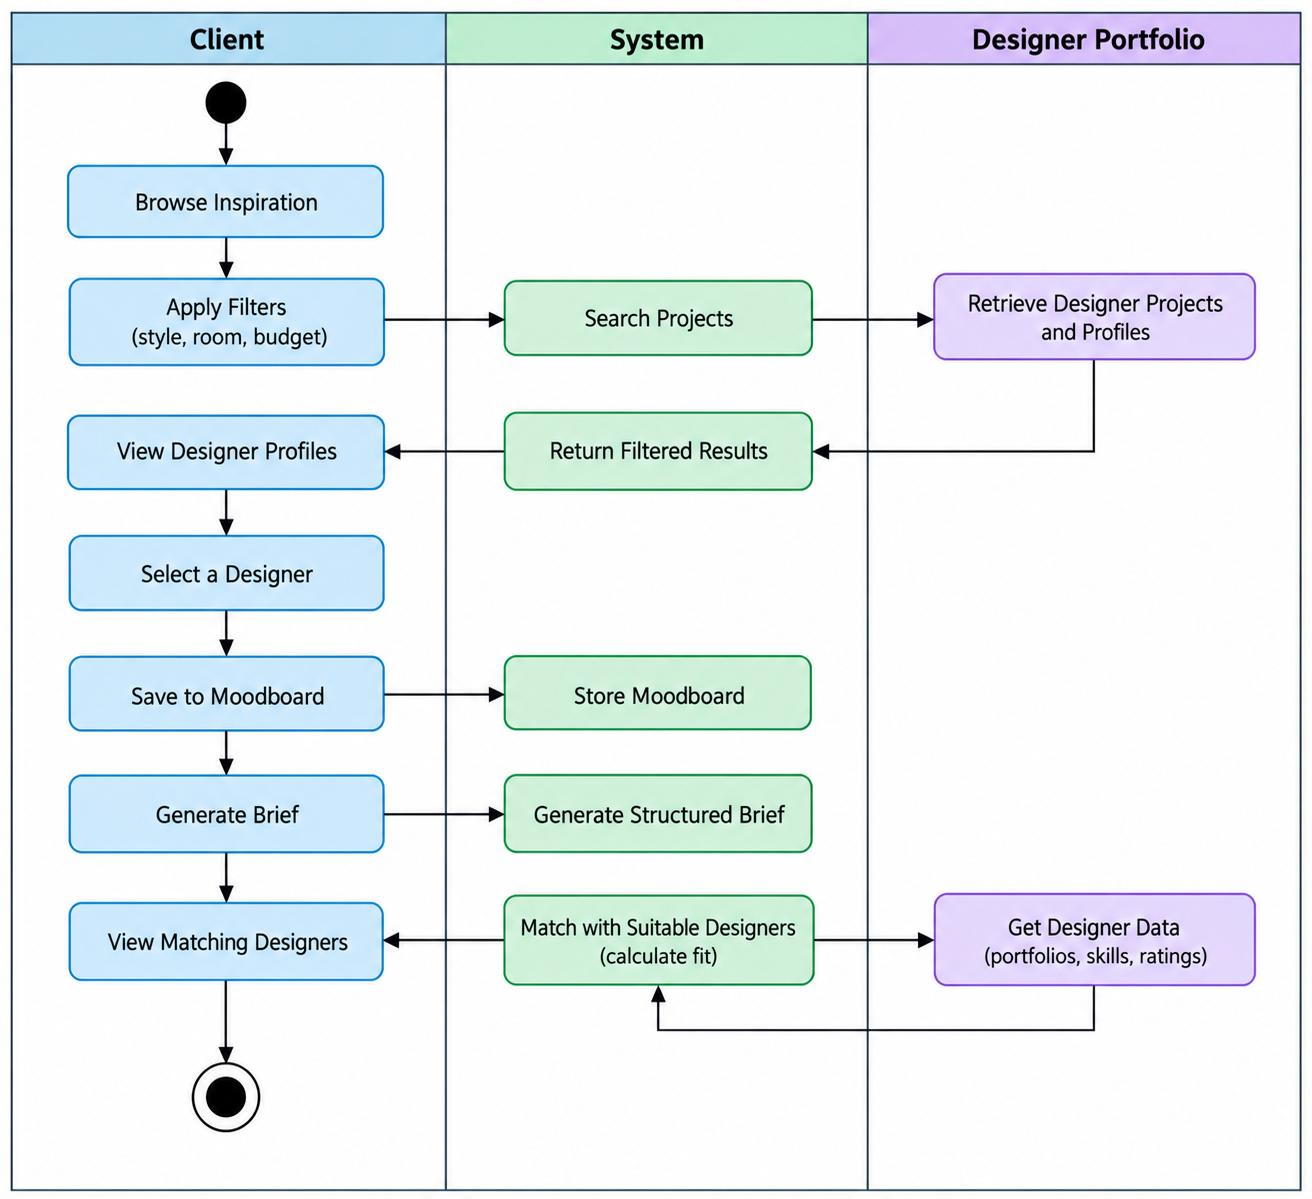 Client
System
Designer Portfolio
Browse Inspiration
Apply Filters
(style, room, budget)
Search Projects
Retrieve Designer Projects
and Profiles
View Designer Profiles
Return Filtered Results
Select a Designer
Save to Moodboard
Store Moodboard
Generate Brief
Generate Structured Brief
View Matching Designers
Match with Suitable Designers
(calculate fit)
Get Designer Data
(portfolios, skills, ratings)